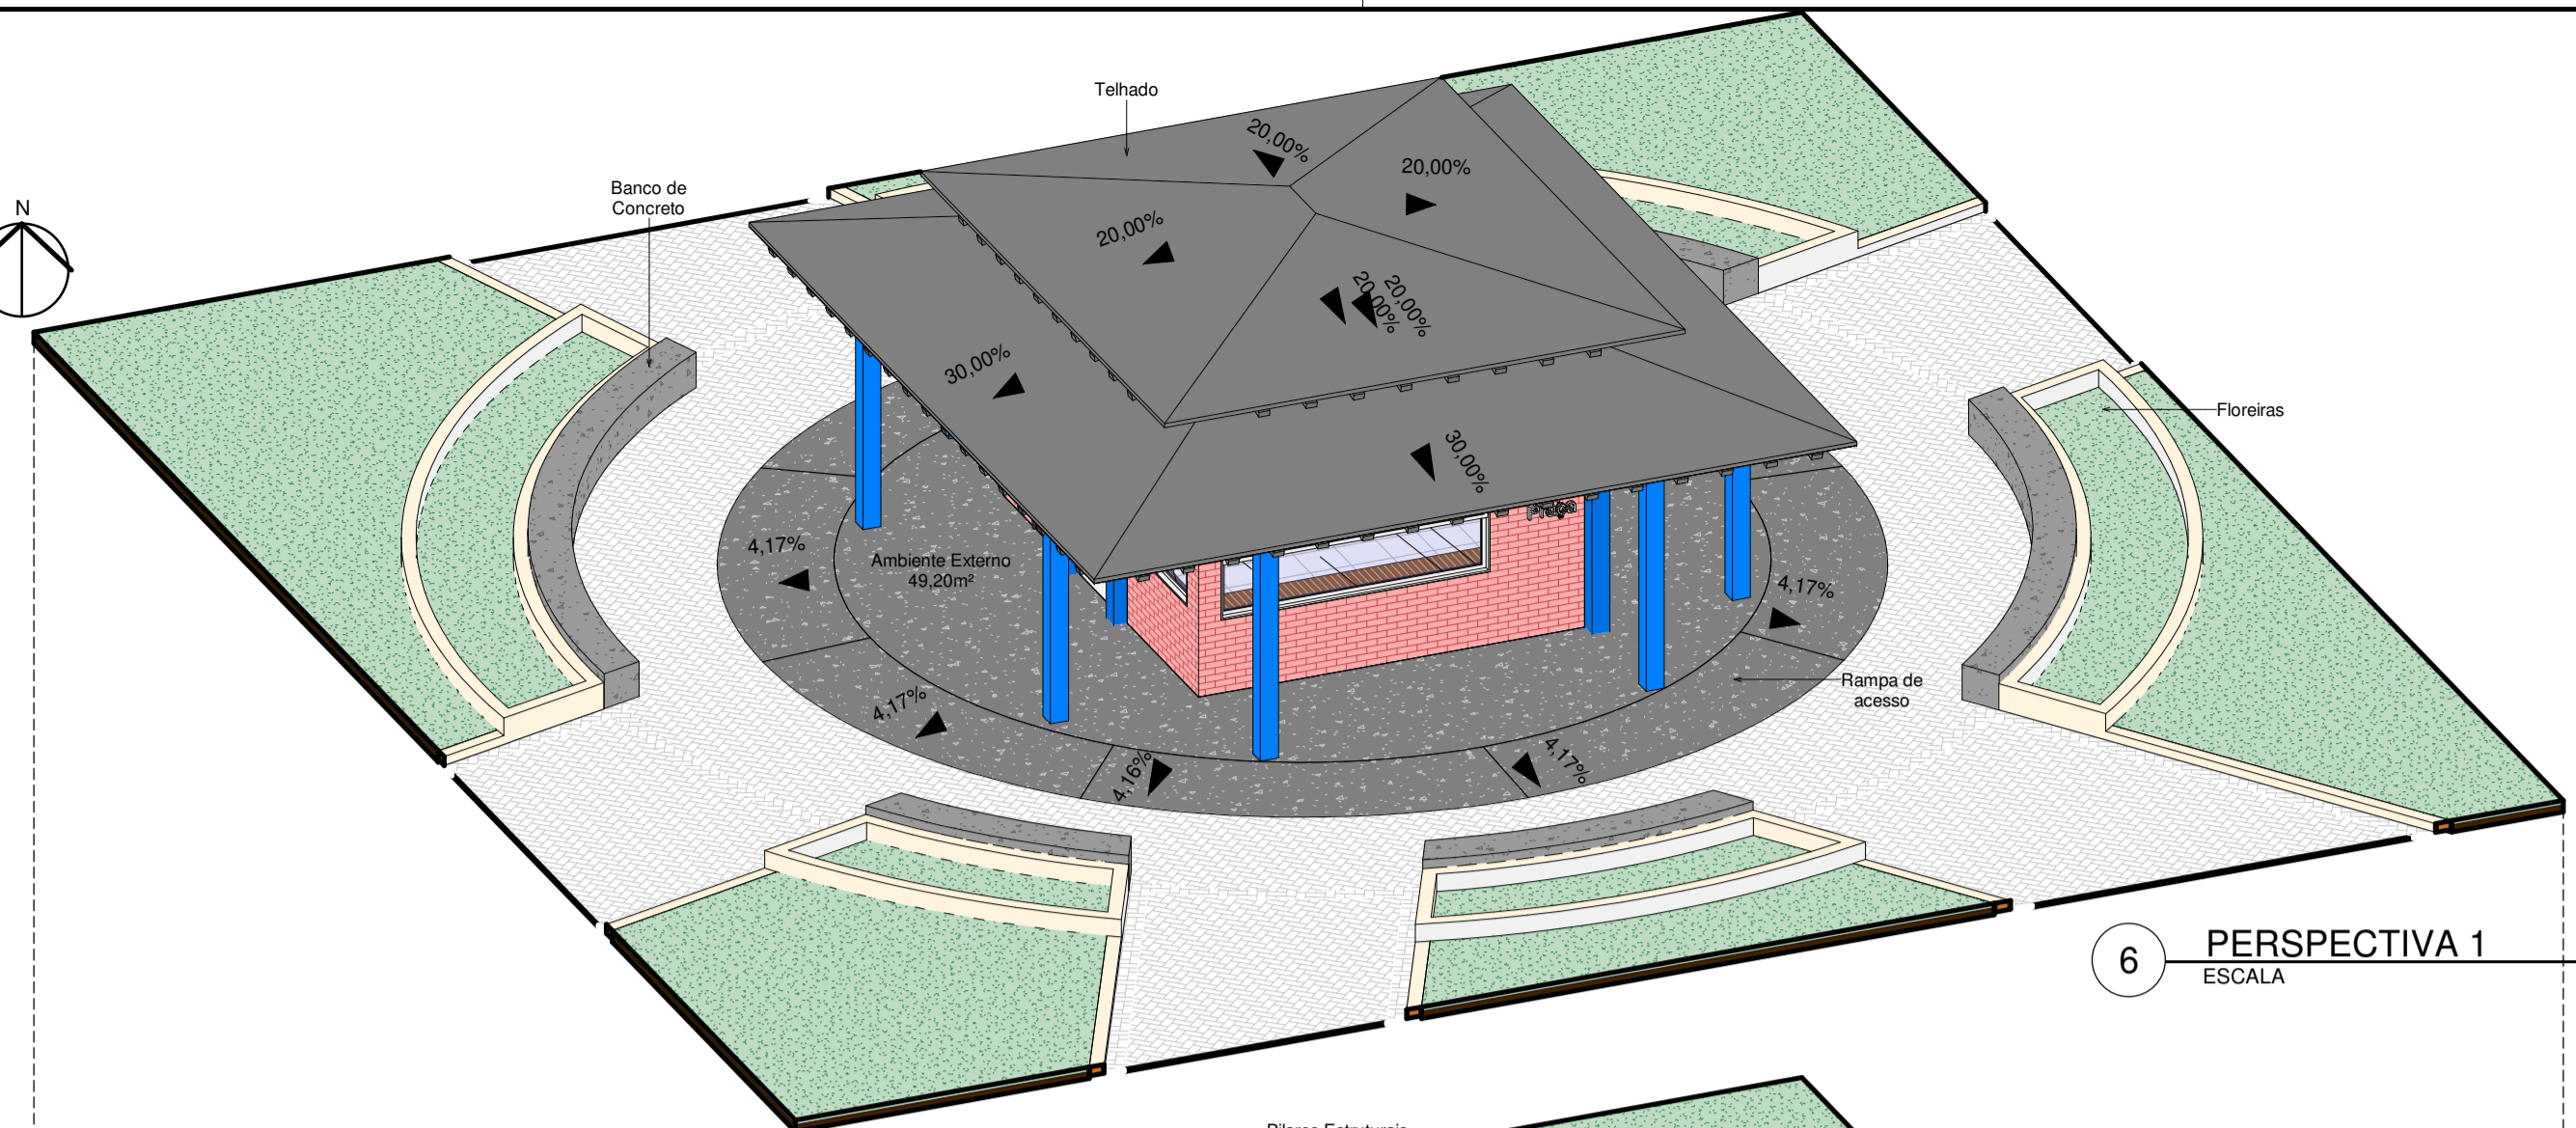 Telhado
20,00%
20,00%
Banco de
Concreto
N
20,00%
20,00%
20,00%
30,00%
Floreiras
30,00%
Praça
4,17%
Ambiente Externo
49,20m²
4,17%
Rampa de
acesso
4,17%
4,16%
4,17%
6
PERSPECTIVA 1
ESCALA